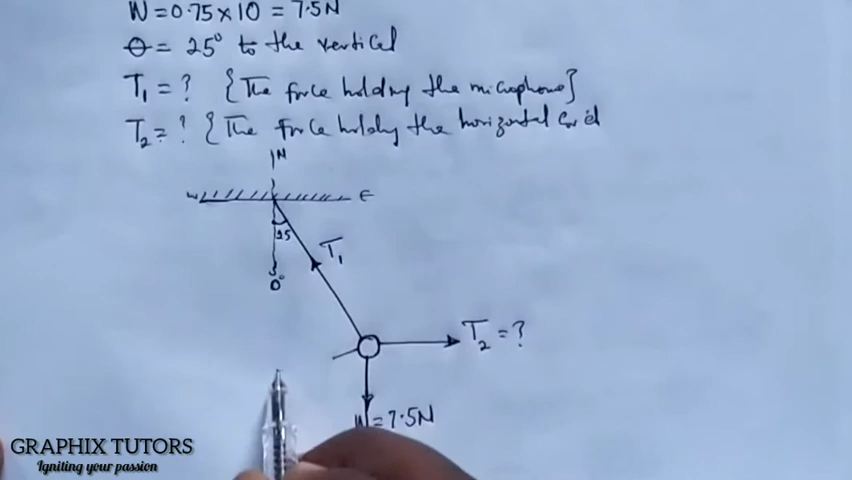 W = 0.75 × 10 = 7.5N
θ = 25° to the vertical
T₁ = ? {The force holding the microphone}
T₂ = ? {The force holding the horizontal
N
W E
25
T₁
S
0°
T₂ = ?
W = 7.5N
GRAPHIX TUTORS
Igniting your passion